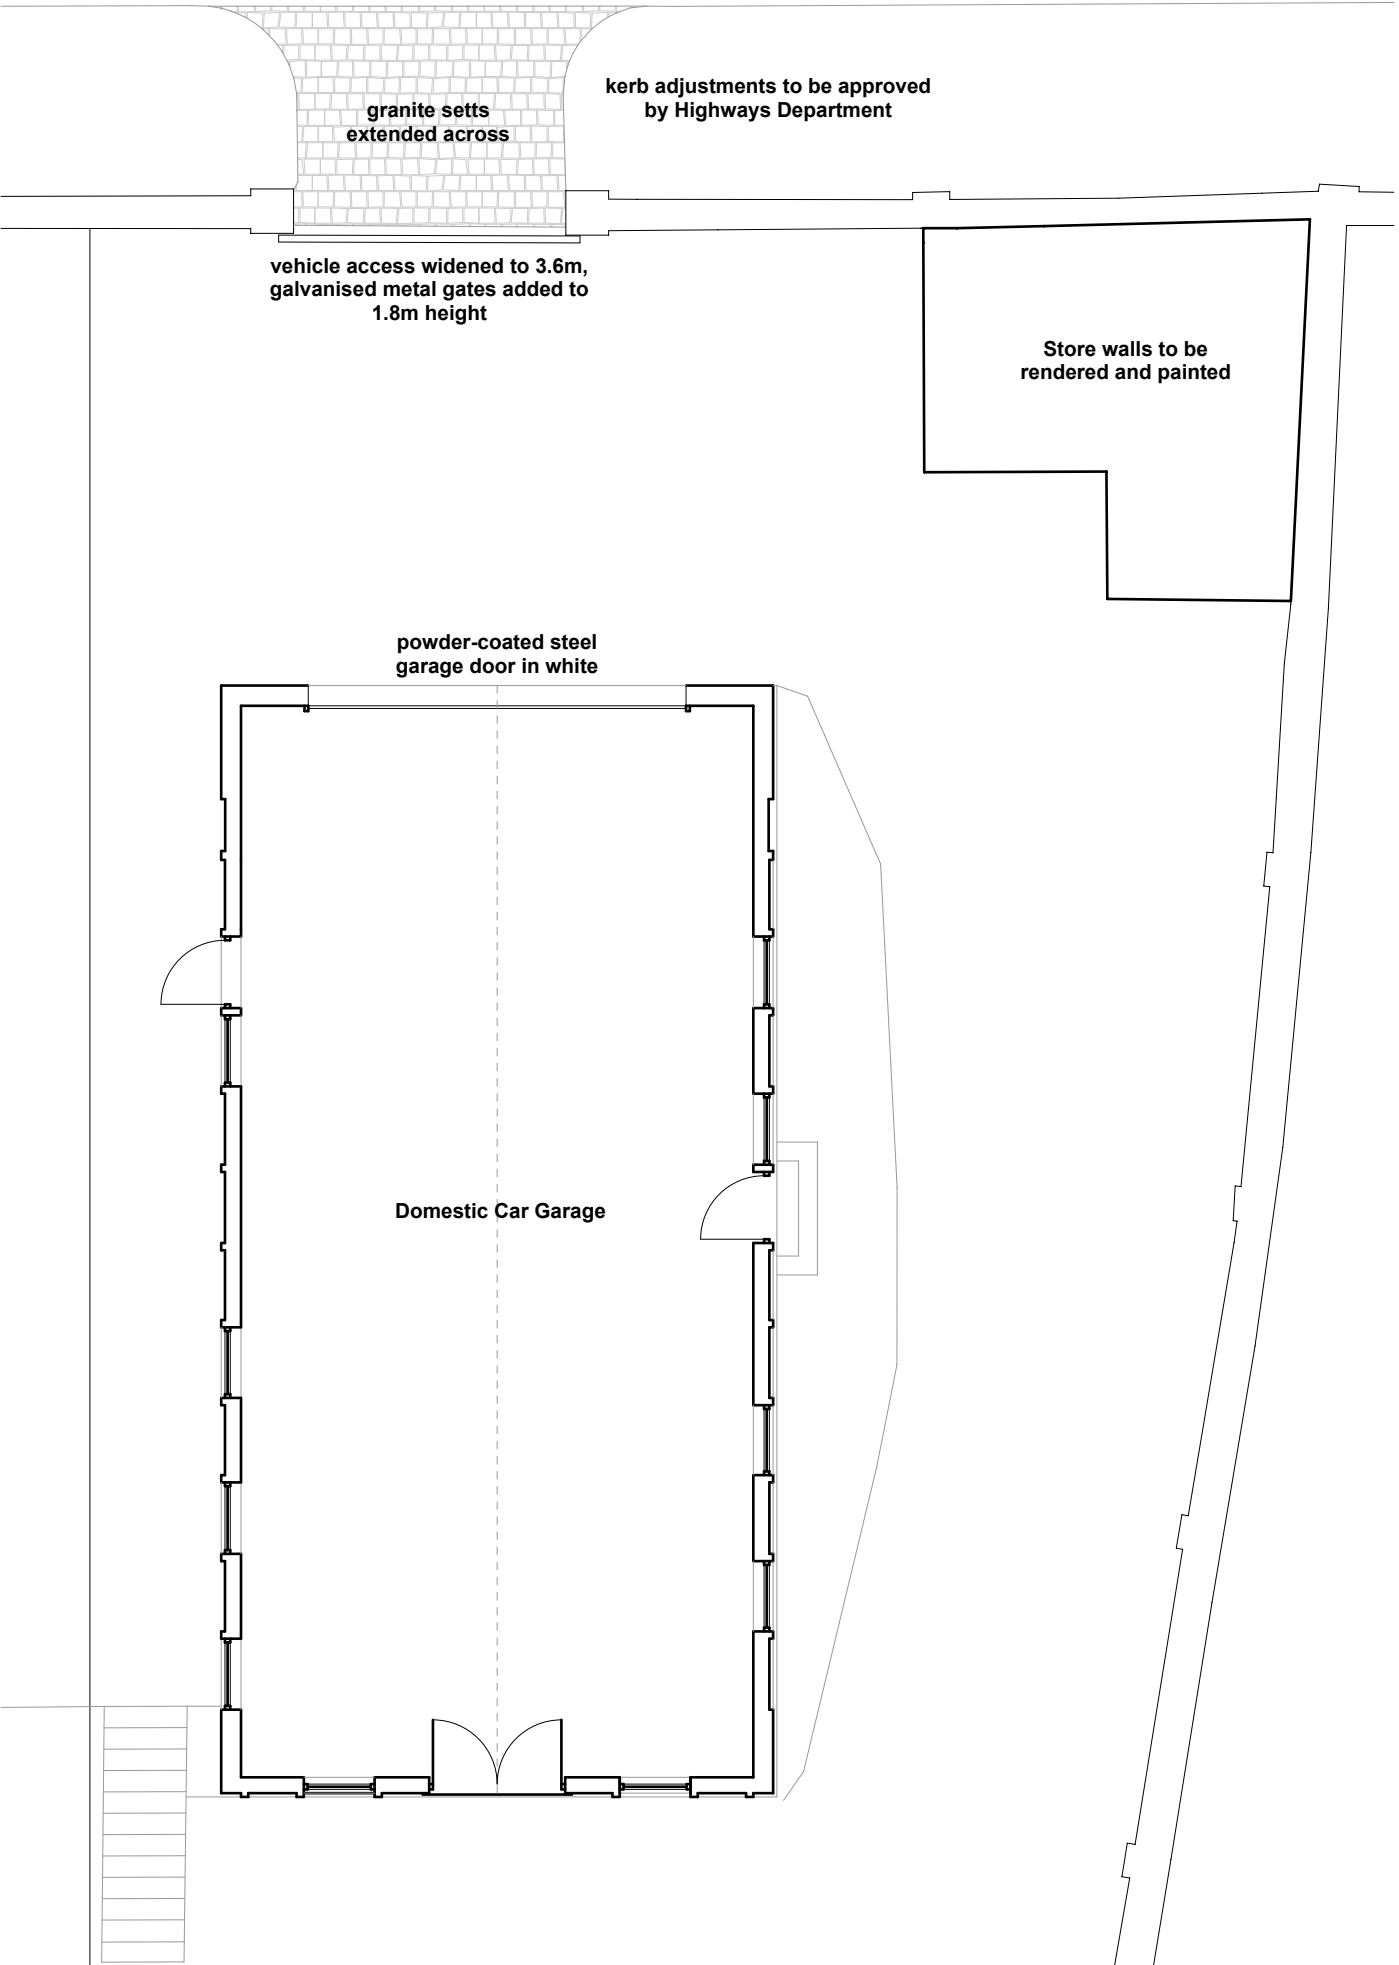 kerb adjustments to be approved
by Highways Department
granite setts
extended across
vehicle access widened to 3.6m,
galvanised metal gates added to
1.8m height
Store walls to be
rendered and painted
powder-coated steel
garage door in white
Domestic Car Garage